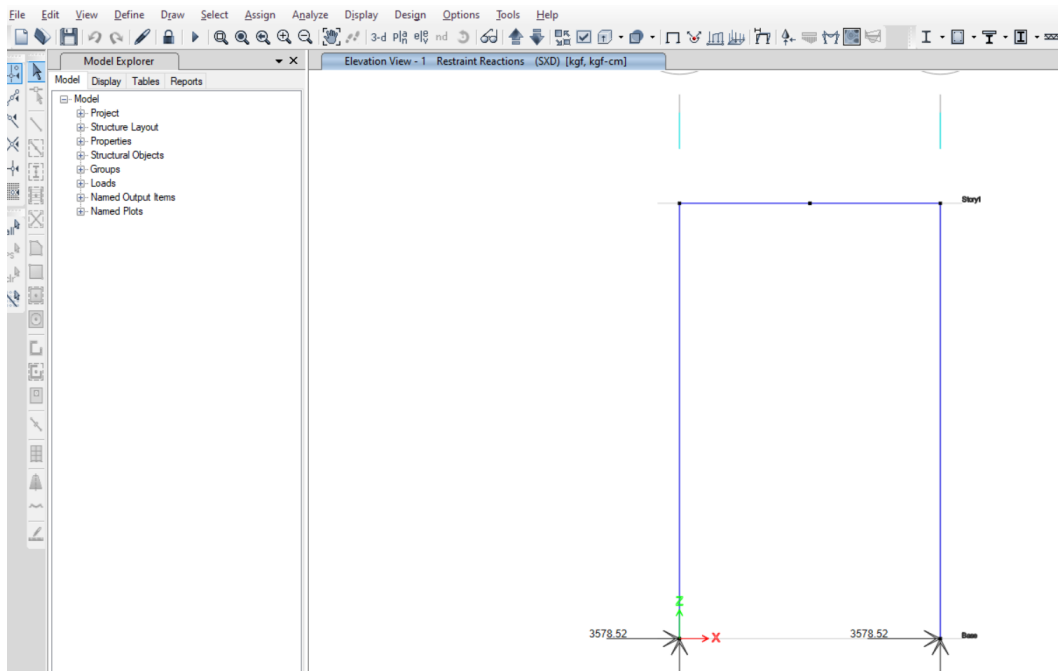 File Edit View Define Draw Select Assign Analyze Display Design Options Tools Help
3-d nd
Model Explorer
Elevation View - 1 Restraint Reactions (SXD) [kgf, kgf-cm]
Model Display Tables Reports
Model
Project
Structure Layout
Properties
Structural Objects
Groups
Loads
Named Output Items
Named Plots
Story1
Z
X
3578.52
3578.52
Base